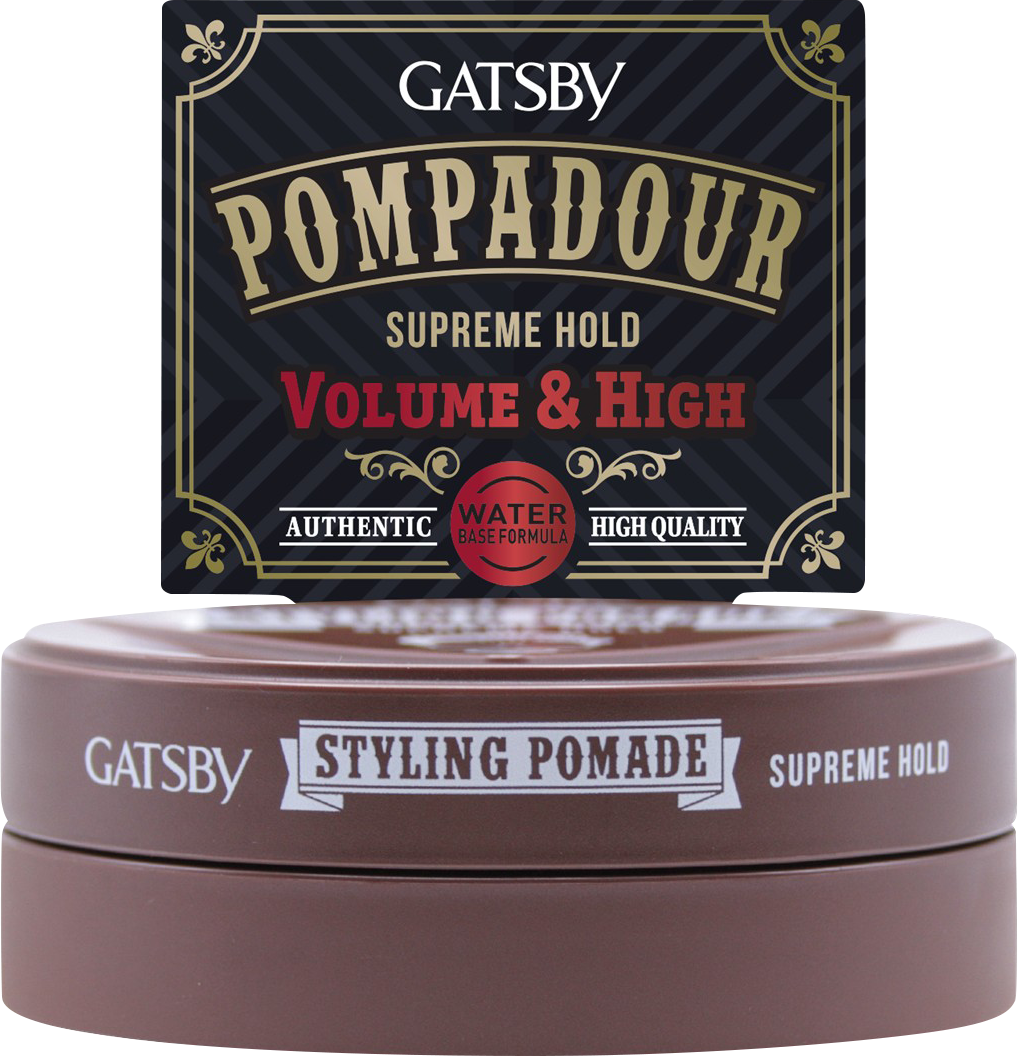 GATSBY
POMPADOUR
SUPREME HOLD
VOLUME & HIGH
AUTHENTIC
WATER
BASE FORMULA
HIGH QUALITY
GATSBY
STYLING POMADE
SUPREME HOLD